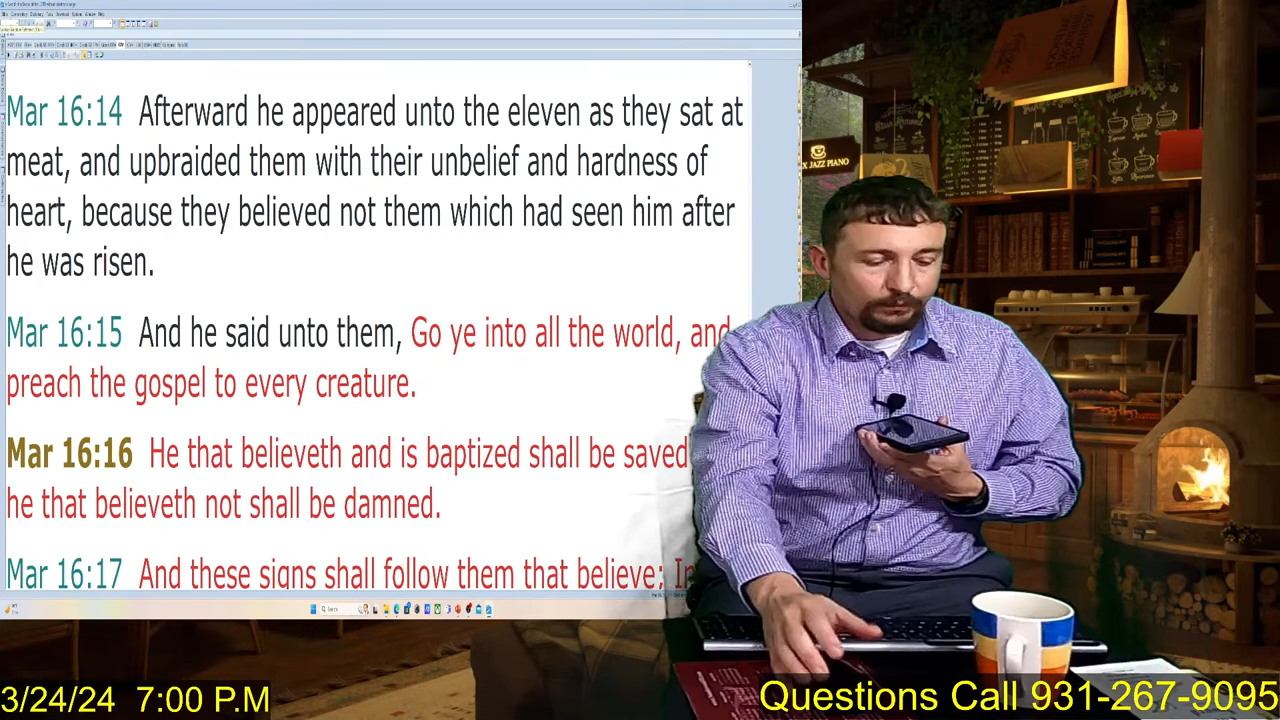 Mar 16:14 Afterward he appeared unto the eleven as they sat at
meat, and upbraided them with their unbelief and hardness of
heart, because they believed not them which had seen him after
he was risen.
Mar 16:15 And he said unto them, Go ye into all the world, and
preach the gospel to every creature.
Mar 16:16 He that believeth and is baptized shall be saved
he that believeth not shall be damned.
Mar 16:17 And these signs shall follow them that believe; In
X JAZZ PIANO
3/24/24 7:00 P.M
Questions Call 931-267-9095